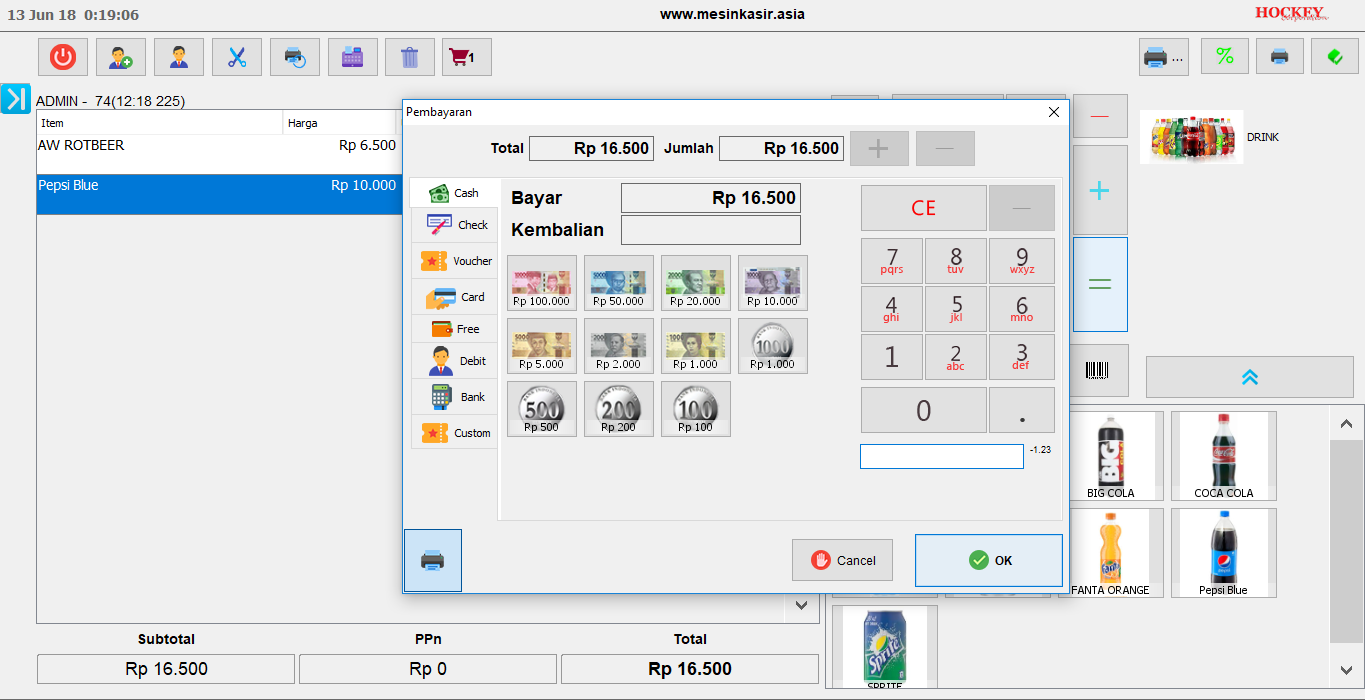 13 Jun 18 0:19:06
www.mesinkasir.asia
HOCKEY
1
...
%
ADMIN - 74(12:18 225)
Item Harga
AW ROTBEER Rp 6.500
Pepsi Blue Rp 10.000
Pembayaran
Total Rp 16.500 Jumlah Rp 16.500
Cash
Check
Voucher
Card
Free
Debit
Bank
Custom
Bayar Rp 16.500
Kembalian
Rp 100.000 Rp 50.000 Rp 20.000 Rp 10.000
Rp 5.000 Rp 2.000 Rp 1.000 1000 Rp 1.000
500 Rp 500 200 Rp 200 100 Rp 100
CE —
7 pqrs 8 tuv 9 wxyz
4 ghi 5 jkl 6 mno
1 2 abc 3 def
0 .
-1.23
Cancel OK
DRINK
BIG COLA COCA COLA
FANTA ORANGE Pepsi Blue
SPRITE
Subtotal PPn Total
Rp 16.500 Rp 0 Rp 16.500